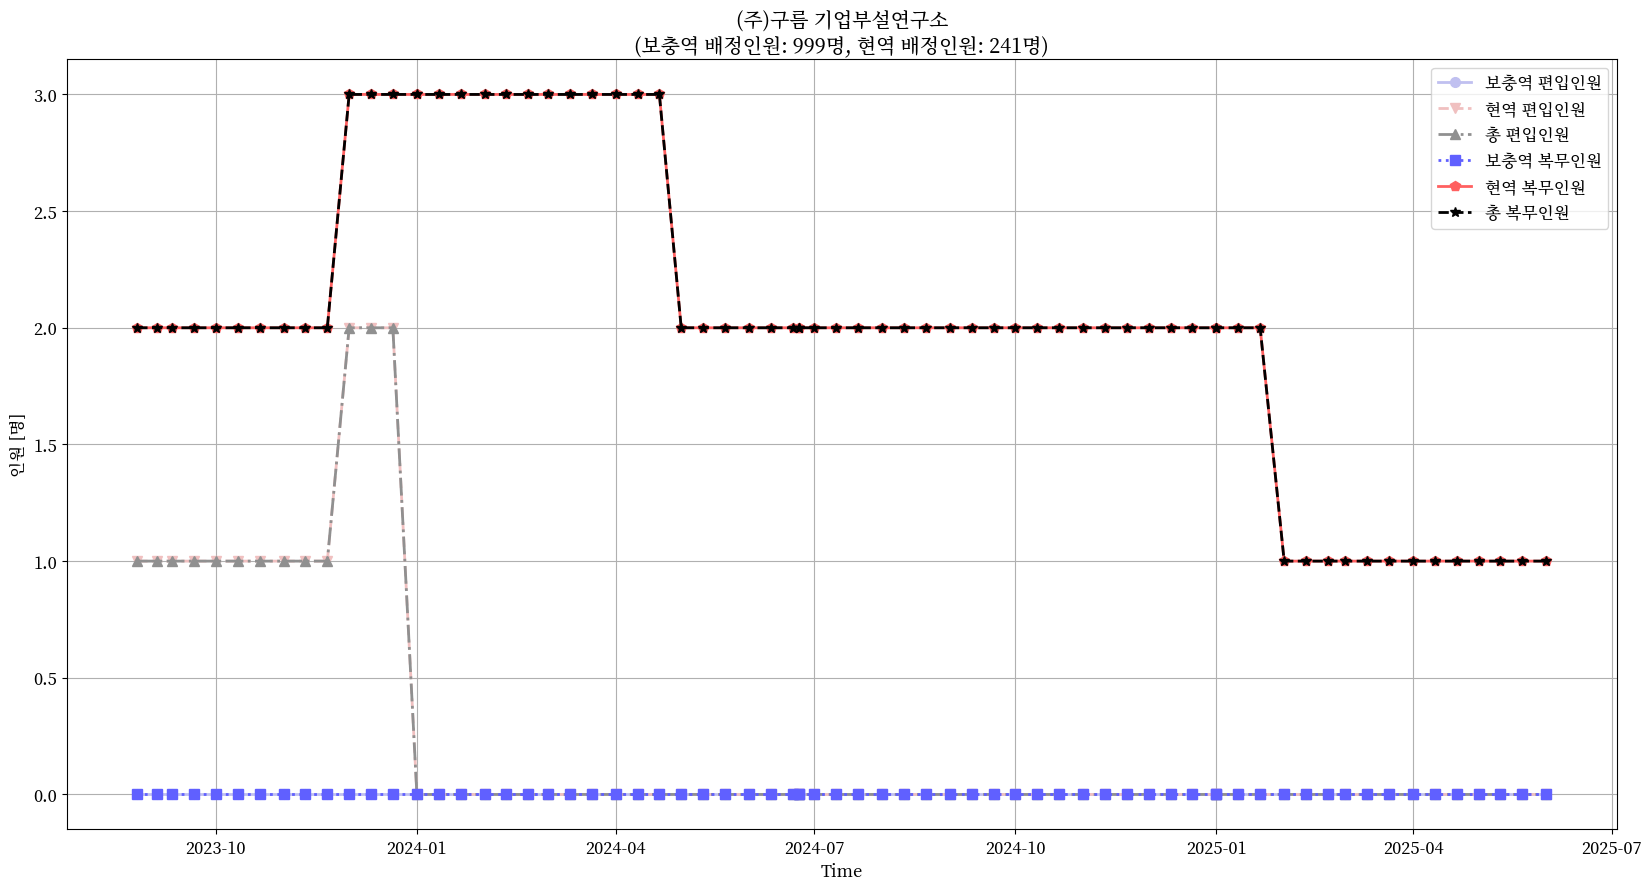 (주)구름 기업부설연구소
(보충역 배정인원: 999명, 현역 배정인원: 241명)
보충역 편입인원
현역 편입인원
총 편입인원
보충역 복무인원
현역 복무인원
총 복무인원
3.0
2.5
2.0
1.5
1.0
0.5
0.0
인원 [명]
2023-10
2024-01
2024-04
2024-07
2024-10
2025-01
2025-04
2025-07
Time